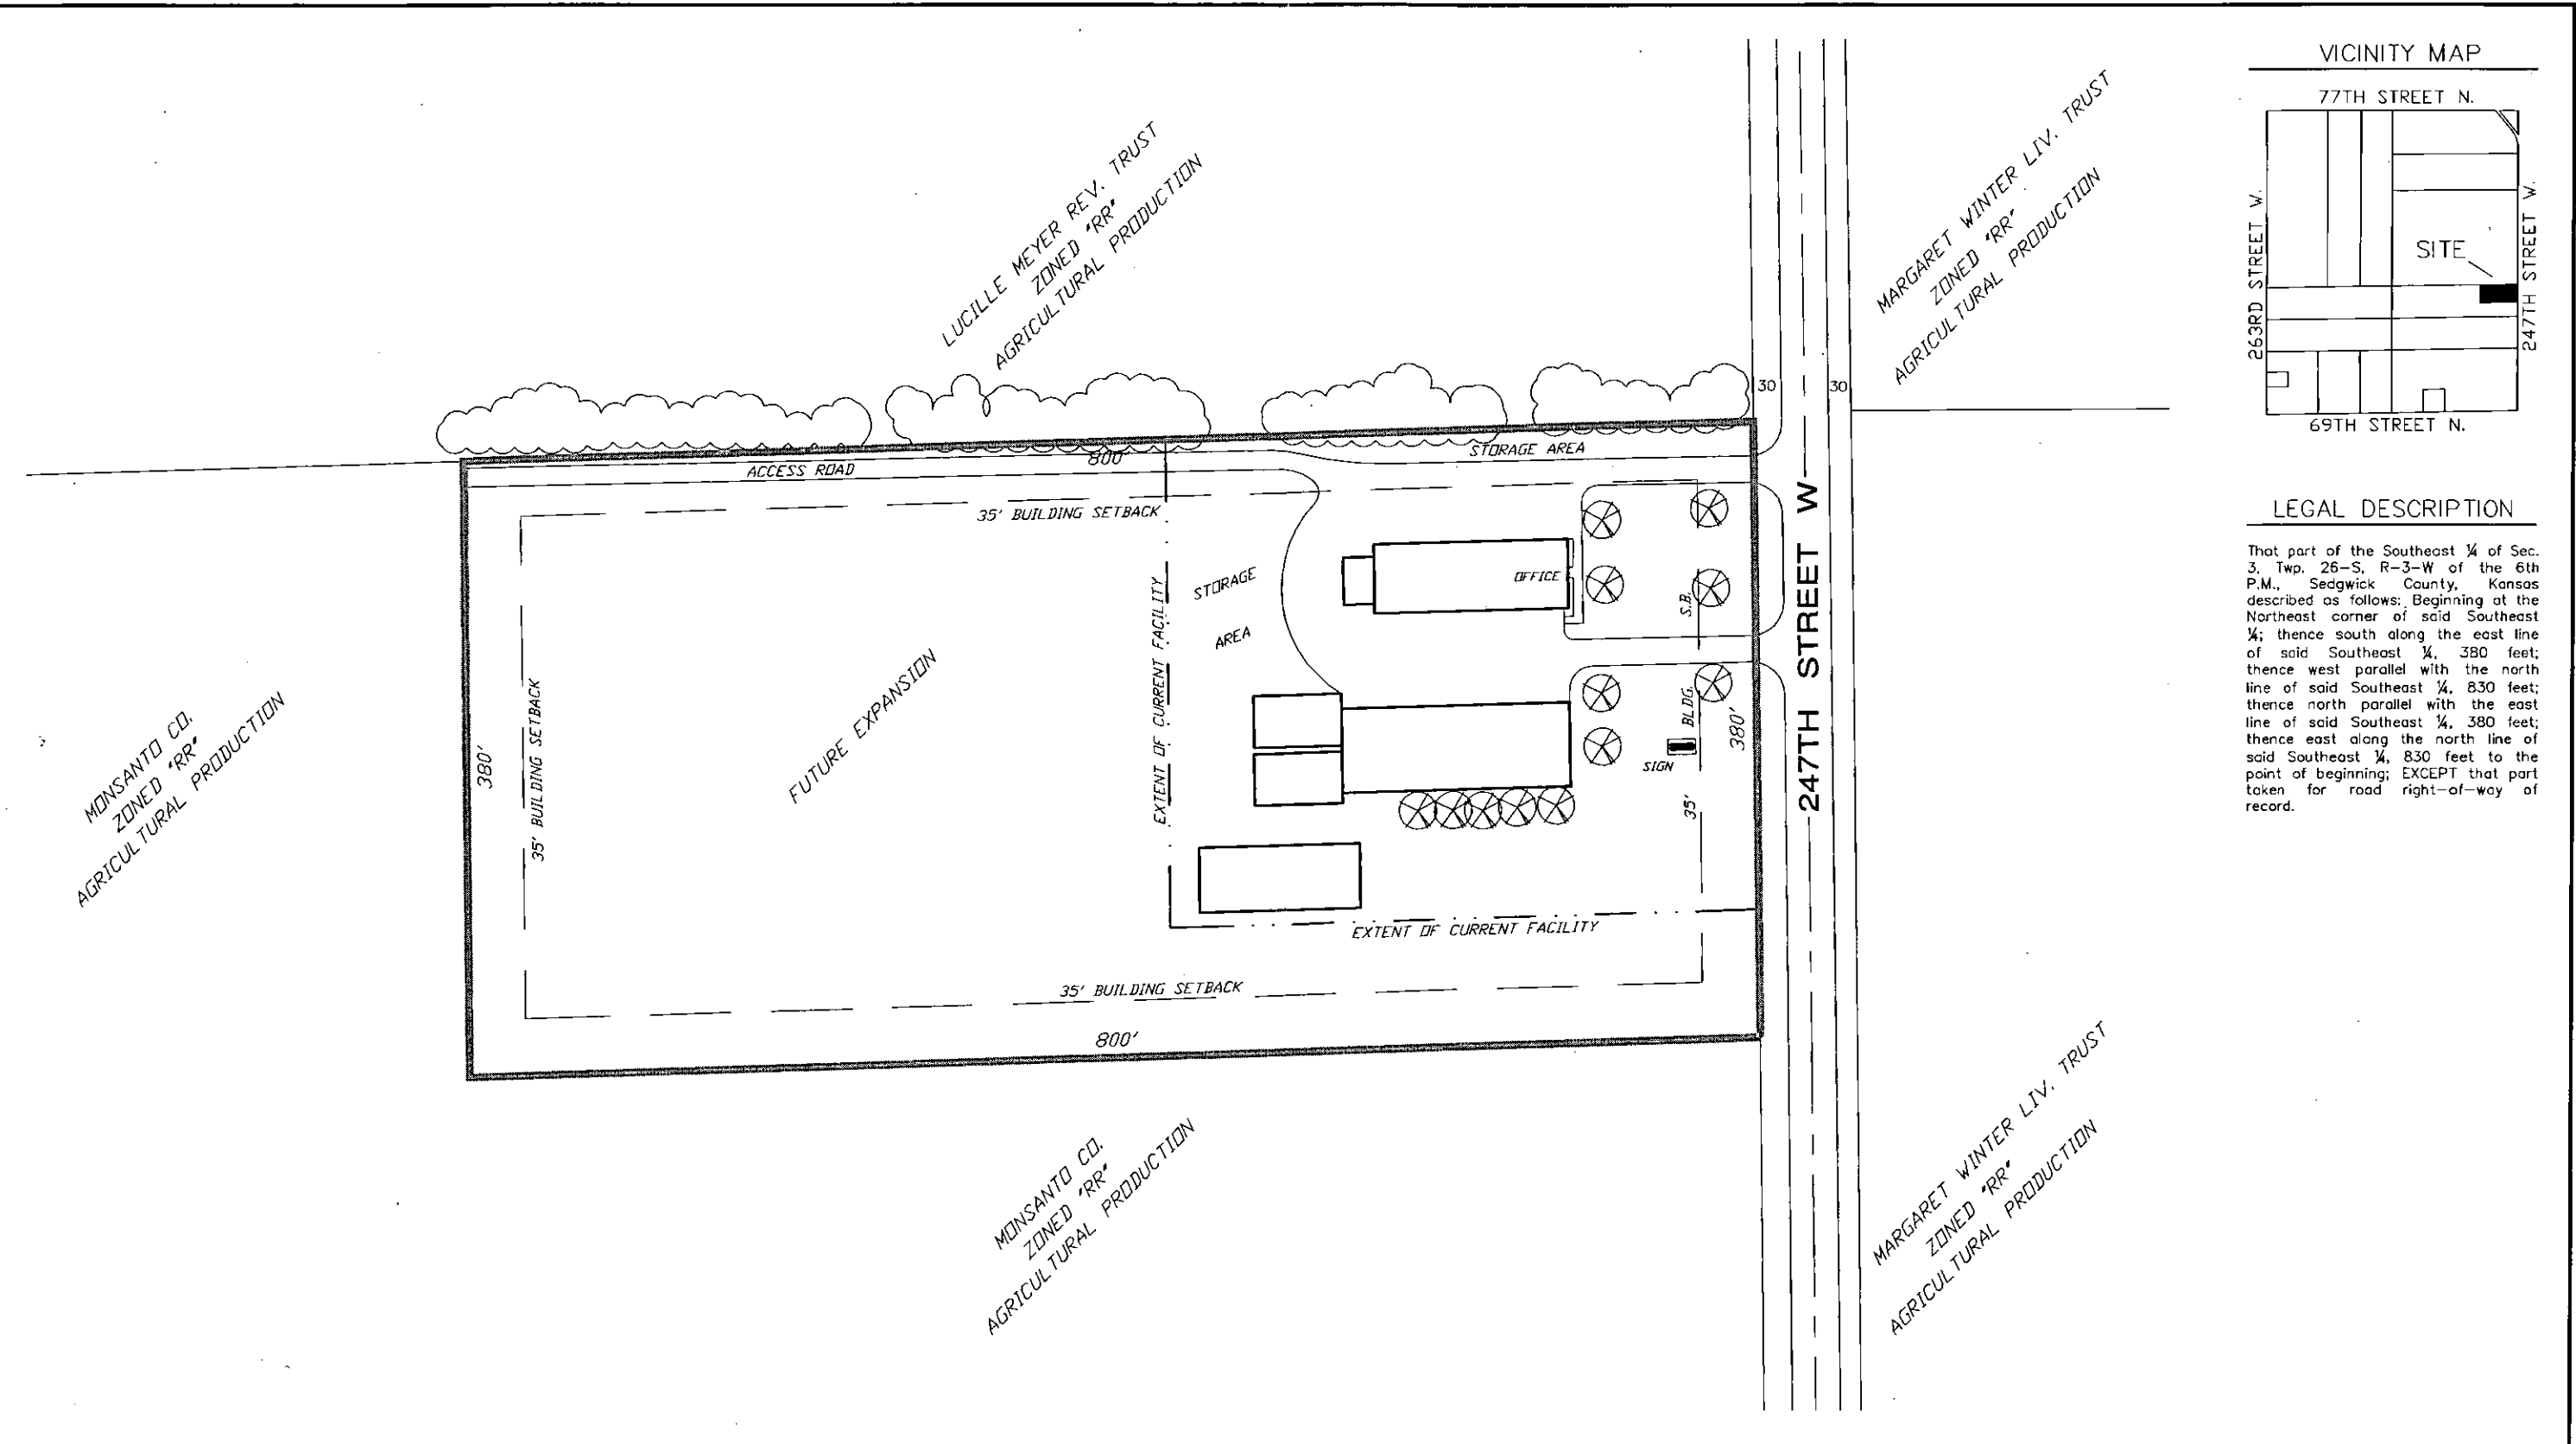 VICINITY MAP
77TH STREET N.
263RD STREET W.
SITE
247TH STREET W.
69TH STREET N.
LEGAL DESCRIPTION
That part of the Southeast ¼ of Sec.
3, Twp. 26-S, R-3-W of the 6th
P.M., Sedgwick County, Kansas
described as follows: Beginning at the
Northeast corner of said Southeast
¼; thence south along the east line
of said Southeast ¼, 380 feet;
thence west parallel with the north
line of said Southeast ¼, 830 feet;
thence north parallel with the east
line of said Southeast ¼, 380 feet;
thence east along the north line of
said Southeast ¼, 830 feet to the
point of beginning; EXCEPT that part
taken for road right-of-way of
record.
LUCILLE MEYER REV. TRUST
ZONED "RR"
AGRICULTURAL PRODUCTION
MARGARET WINTER LIV. TRUST
ZONED "RR"
AGRICULTURAL PRODUCTION
30
30
STORAGE AREA
800'
ACCESS ROAD
35' BUILDING SETBACK
STORAGE
AREA
OFFICE
S.B.
EXTENT OF CURRENT FACILITY
247TH STREET W
FUTURE EXPANSION
35' BUILDING SETBACK
380'
BLDG.
380'
SIGN
35'
MONSANTO CO.
ZONED "RR"
AGRICULTURAL PRODUCTION
EXTENT OF CURRENT FACILITY
35' BUILDING SETBACK
800'
MONSANTO CO.
ZONED "RR"
AGRICULTURAL PRODUCTION
MARGARET WINTER LIV. TRUST
ZONED "RR"
AGRICULTURAL PRODUCTION